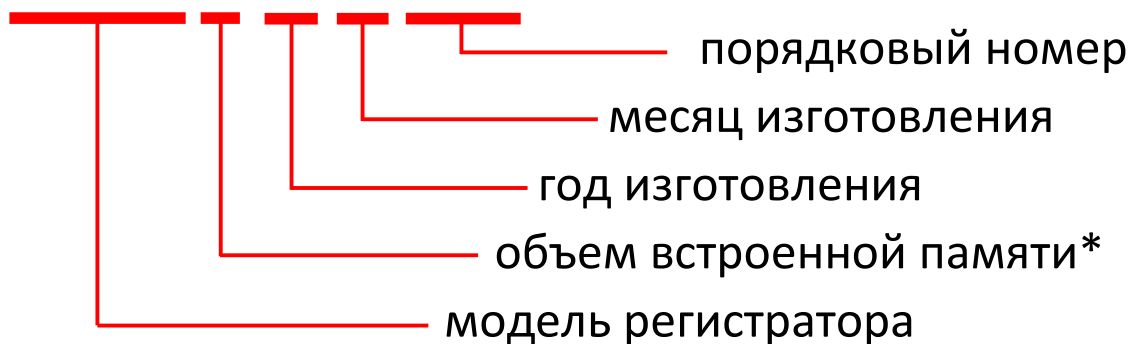 порядковый номер
месяц изготовления
год изготовления
объем встроенной памяти*
модель регистратора